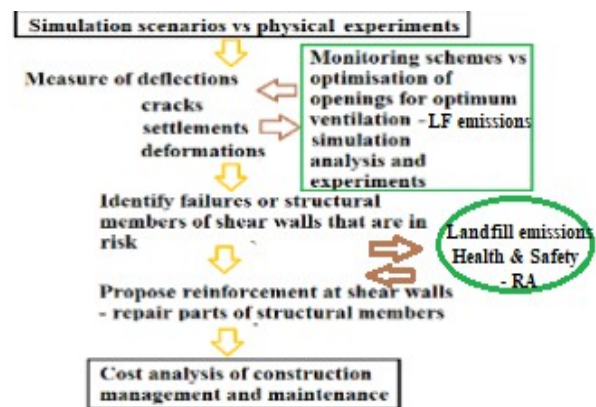 Simulation scenarios vs physical experiments
Measure of deflections
cracks
settlements
deformations
Monitoring schemes vs
optimisation of
openings for optimum
ventilation - LF emissions
simulation
analysis and
experiments
Identify failures or structural
members of shear walls that are in
risk
Landfill emissions
Health & Safety
- RA
Propose reinforcement at shear walls
- repair parts of structural members
Cost analysis of construction
management and maintenance